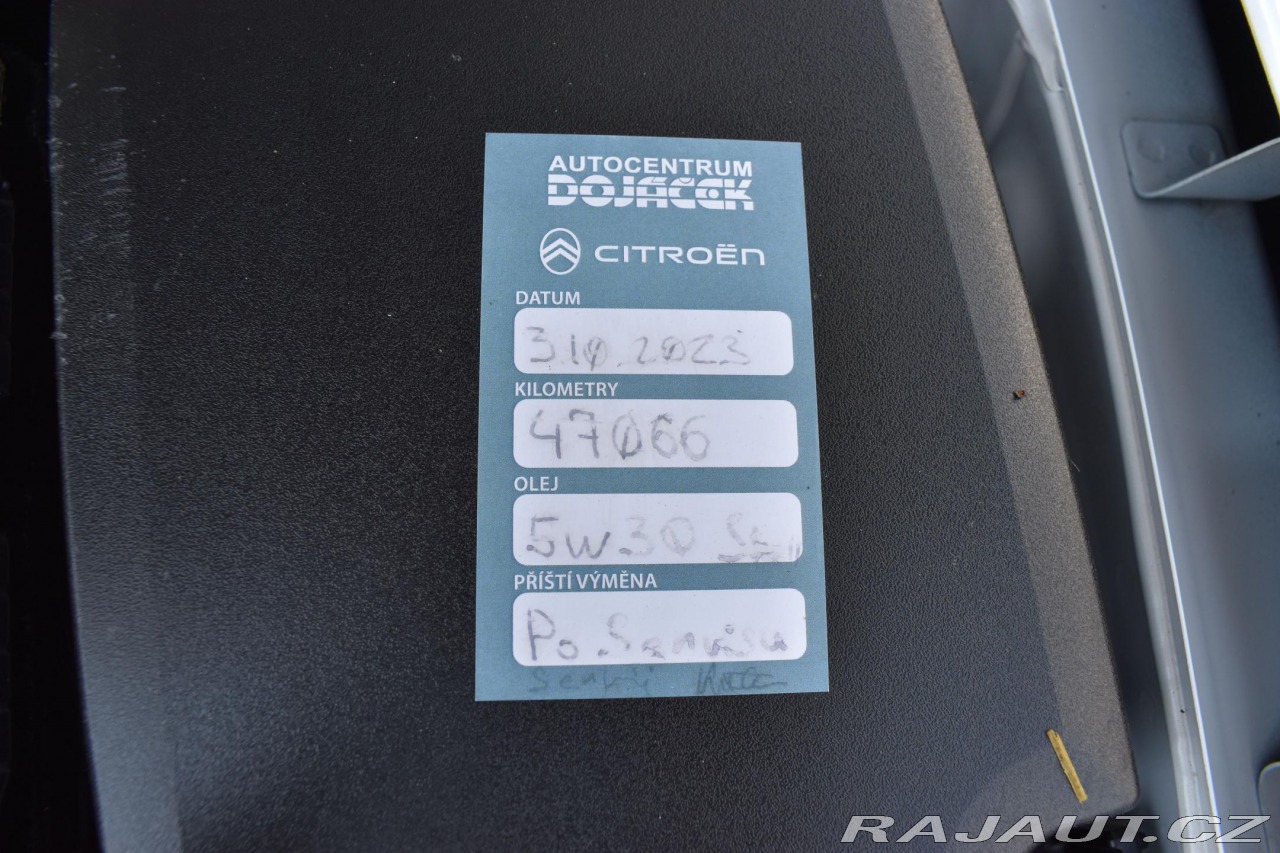 AUTOCENTRUM
DOJÁČEK
CITROËN
DATUM
3.10.2023
KILOMETRY
47066
OLEJ
5W30
PŘÍŠTÍ VÝMĚNA
Po Servisu
RAJAUT.CZ